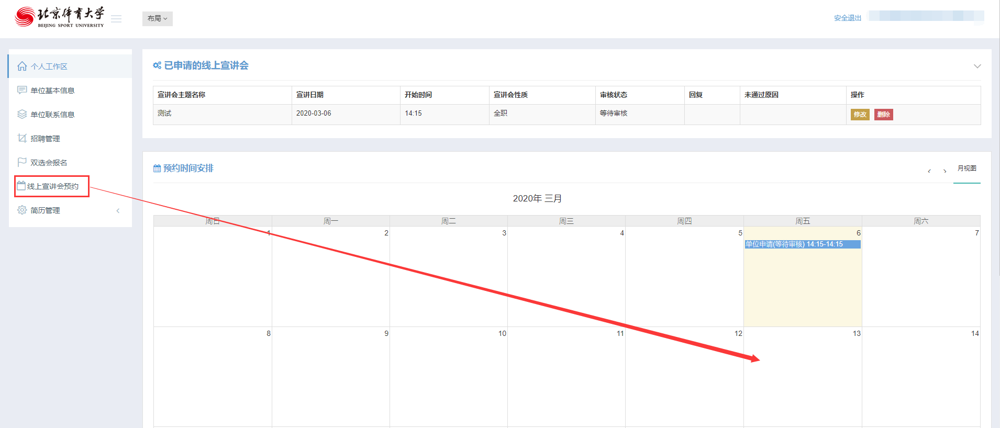 北京体育大学
BEIJING SPORT UNIVERSITY
布局
安全退出
个人工作区
单位基本信息
单位联系信息
招聘管理
双选会报名
线上宣讲会预约
简历管理
已申请的线上宣讲会
宣讲会主题名称 宣讲日期 开始时间 宣讲会性质 审核状态 回复 未通过原因 操作
测试 2020-03-06 14:15 全职 等待审核 修改 删除
预约时间安排
‹ › 月视图
2020年 三月
周日 周一 周二 周三 周四 周五 周六
1 2 3 4 5 6 7
单位申请(等待审核) 14:15-14:15
8 9 10 11 12 13 14